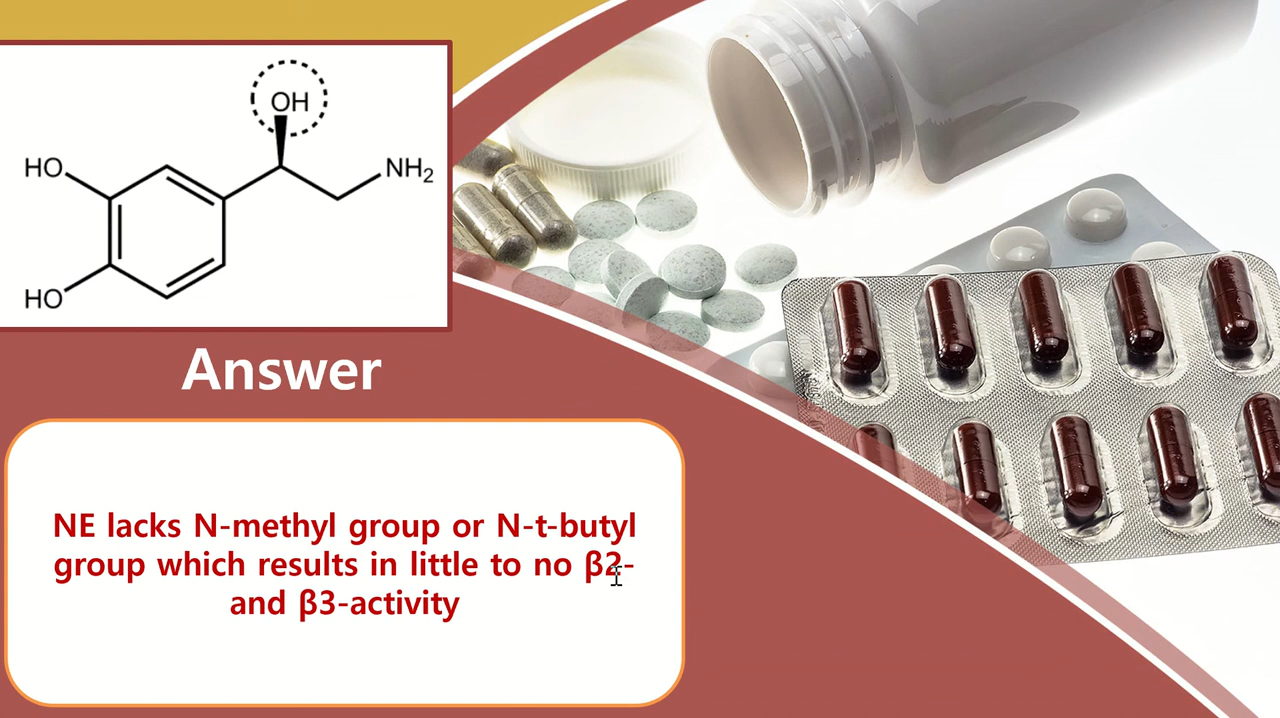 OH
HO
NH₂
HO
Answer
NE lacks N-methyl group or N-t-butyl
group which results in little to no β2-
and β3-activity